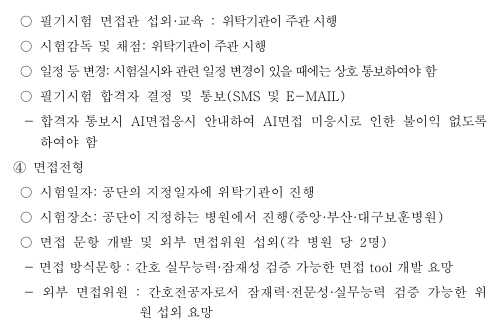 ○ 필기시험 면접관 섭외·교육 : 위탁기관이 주관 시행
○ 시험감독 및 채점: 위탁기관이 주관 시행
○ 일정 등 변경: 시험실시와 관련 일정 변경이 있을 때에는 상호 통보하여야 함
○ 필기시험 합격자 결정 및 통보(SMS 및 E-MAIL)
- 합격자 통보시 AI면접응시 안내하여 AI면접 미응시로 인한 불이익 없도록
하여야 함
④ 면접전형
○ 시험일자: 공단의 지정일자에 위탁기관이 진행
○ 시험장소: 공단이 지정하는 병원에서 진행(중앙·부산·대구보훈병원)
○ 면접 문항 개발 및 외부 면접위원 섭외(각 병원 당 2명)
- 면접 방식문항 : 간호 실무능력·잠재성 검증 가능한 면접 tool 개발 요망
- 외부 면접위원 : 간호전공자로서 잠재력·전문성·실무능력 검증 가능한 위
원 섭외 요망